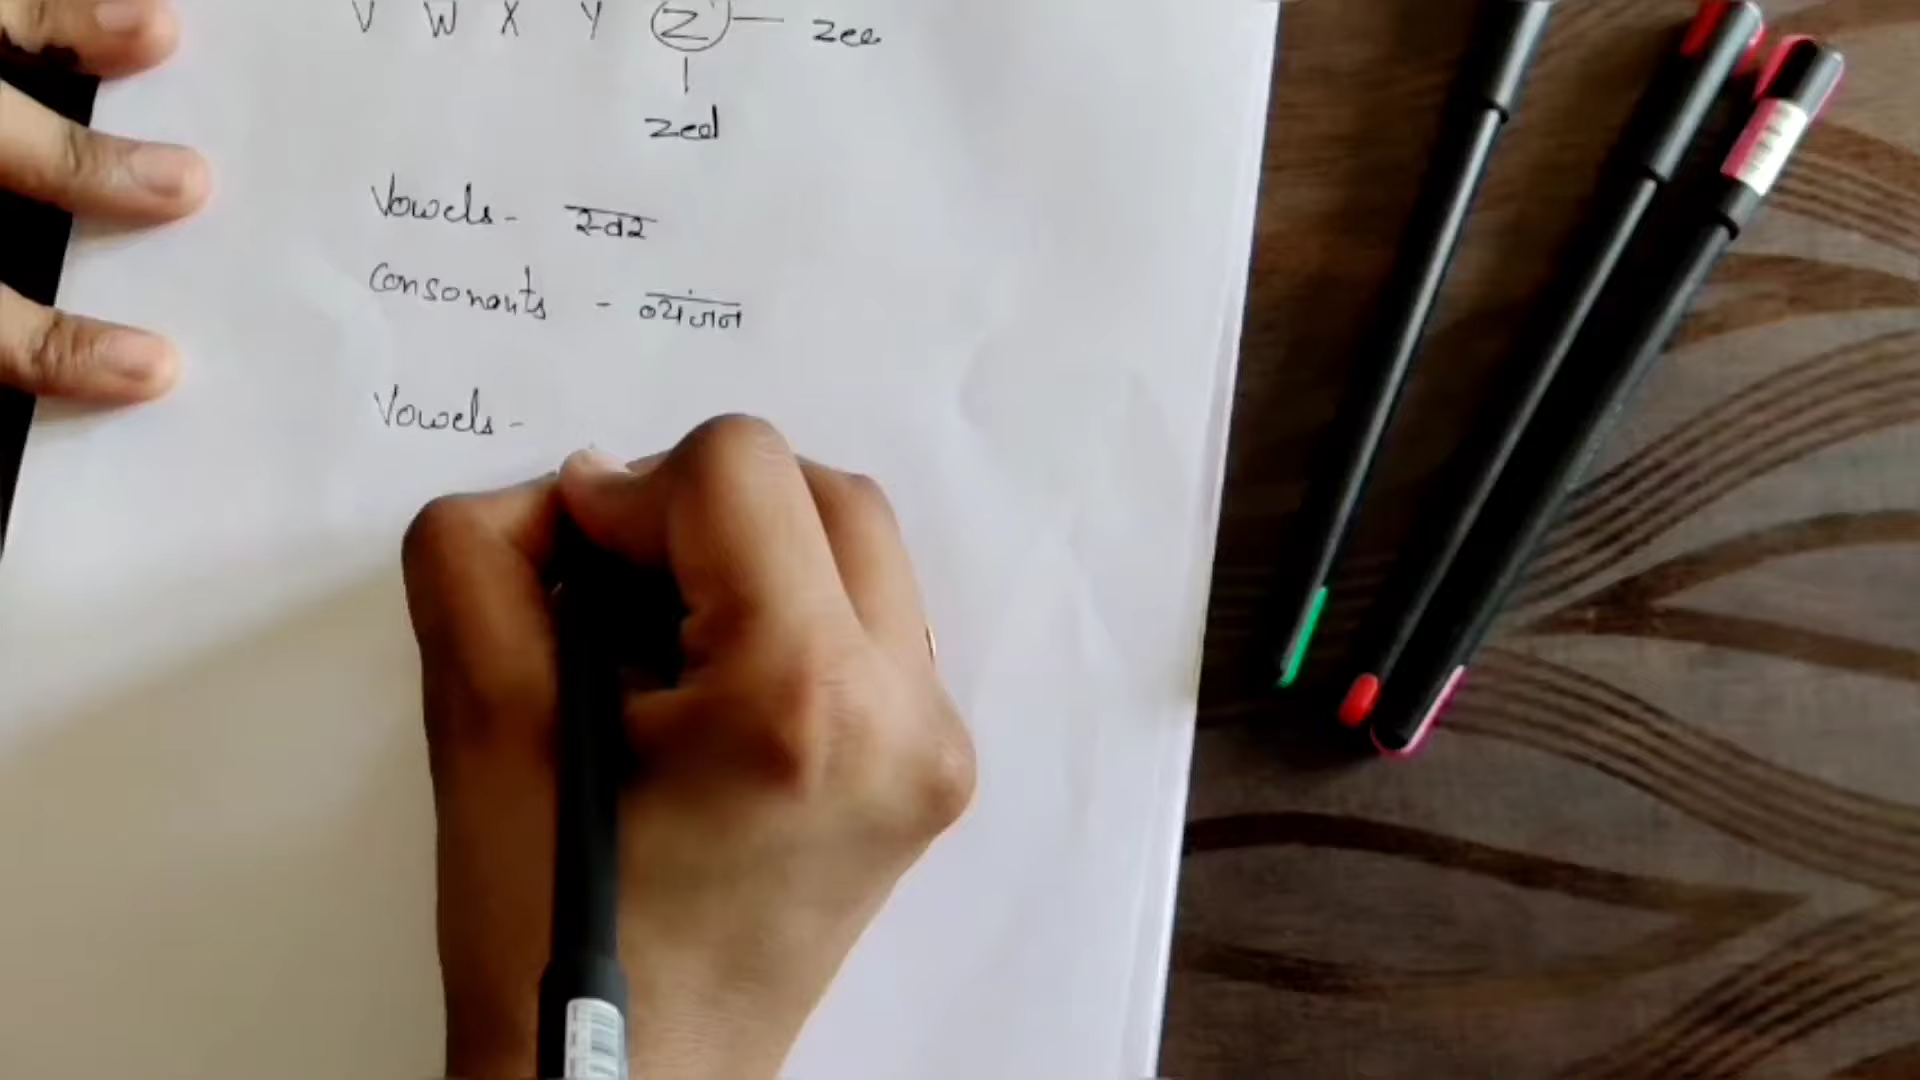 V W X Y Z — zee
zed
Vowels - स्वर
Consonants - व्यंजन
Vowels -